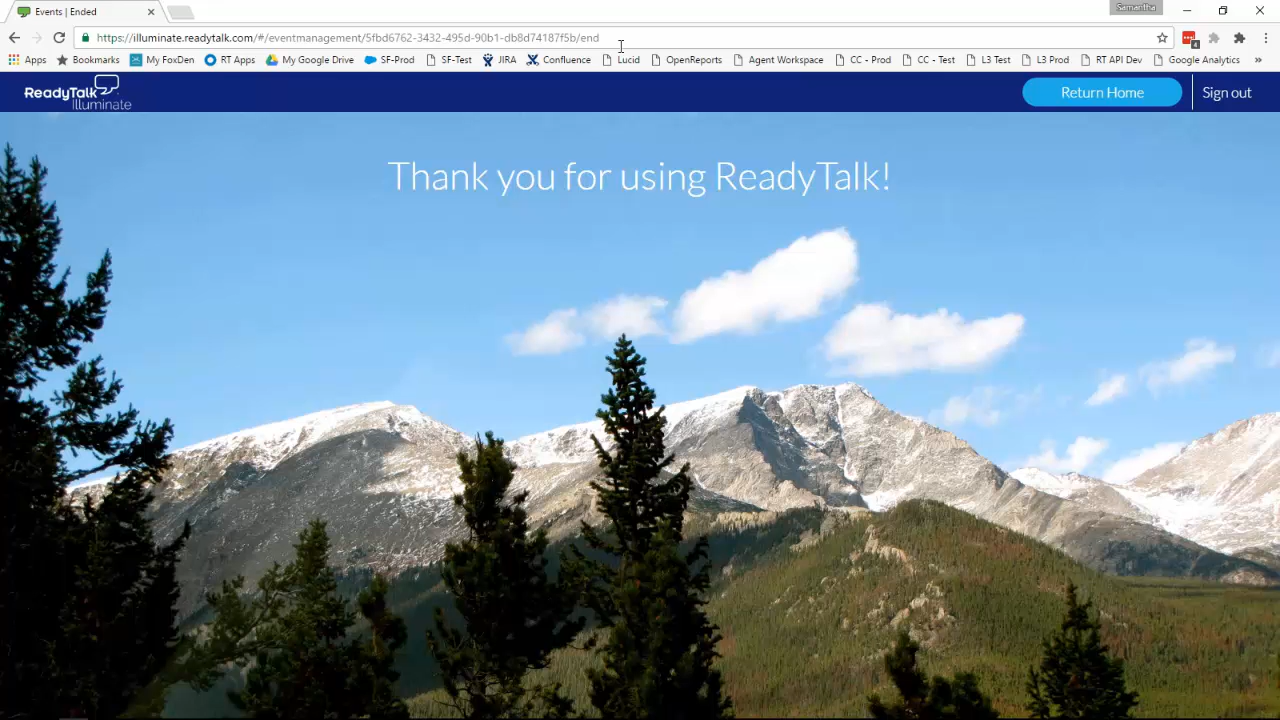 Events | Ended
Samantha
https://illuminate.readytalk.com/#/eventmanagement/5fbd6762-3432-495d-90b1-db8d74187f5b/end
4
Apps Bookmarks My FoxDen RT Apps My Google Drive SF-Prod SF-Test JIRA Confluence Lucid OpenReports Agent Workspace CC - Prod CC - Test L3 Test L3 Prod RT API Dev Google Analytics »
ReadyTalk
Illuminate
Return Home
Sign out
Thank you for using ReadyTalk!